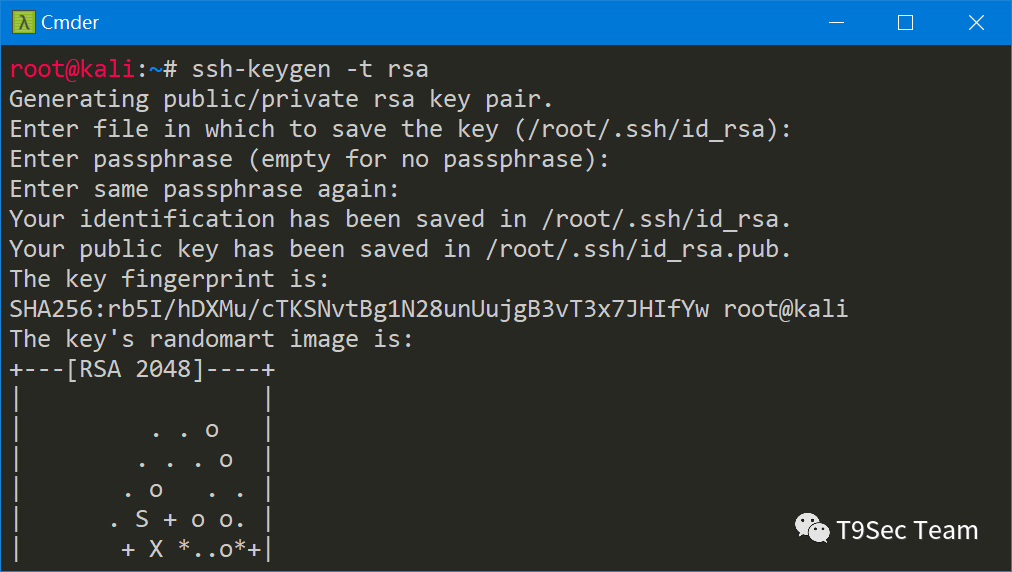 λ Cmder
root@kali:~# ssh-keygen -t rsa
Generating public/private rsa key pair.
Enter file in which to save the key (/root/.ssh/id_rsa):
Enter passphrase (empty for no passphrase):
Enter same passphrase again:
Your identification has been saved in /root/.ssh/id_rsa.
Your public key has been saved in /root/.ssh/id_rsa.pub.
The key fingerprint is:
SHA256:rb5I/hDXMu/cTKSNvtBg1N28unUujgB3vT3x7JHIfYw root@kali
The key's randomart image is:
+---[RSA 2048]----+
|                 |
|         . . o   |
|        . . . o  |
|       . o   . . |
|      . S + o o. |
|       + X *..o*+|
T9Sec Team